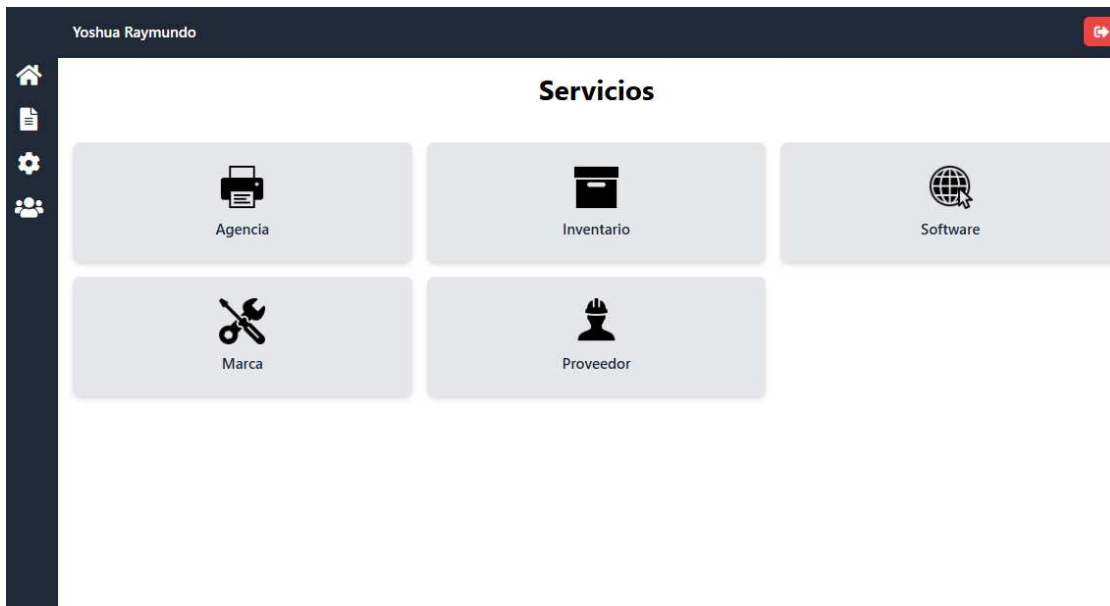 Yoshua Raymundo
Servicios
Agencia
Inventario
Software
Marca
Proveedor